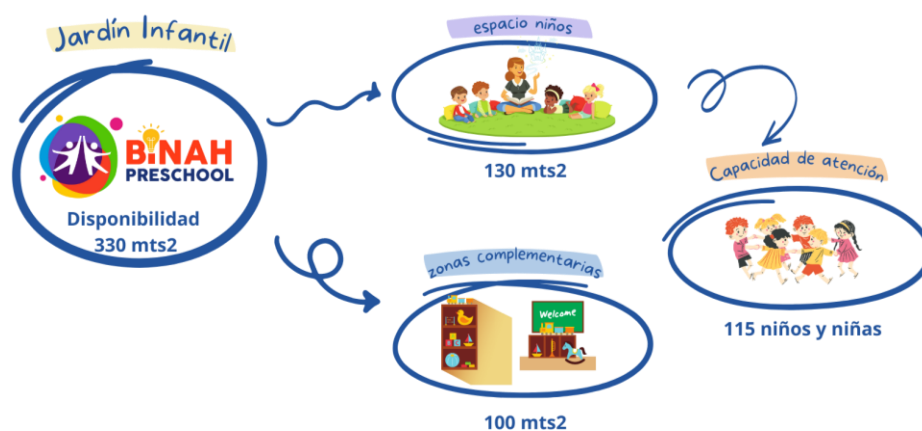 Jardín Infantil
BINAH
PRESCHOOL
Disponibilidad
330 mts2
espacio niños
130 mts2
zonas complementarias
Welcome
100 mts2
Capacidad de atención
115 niños y niñas